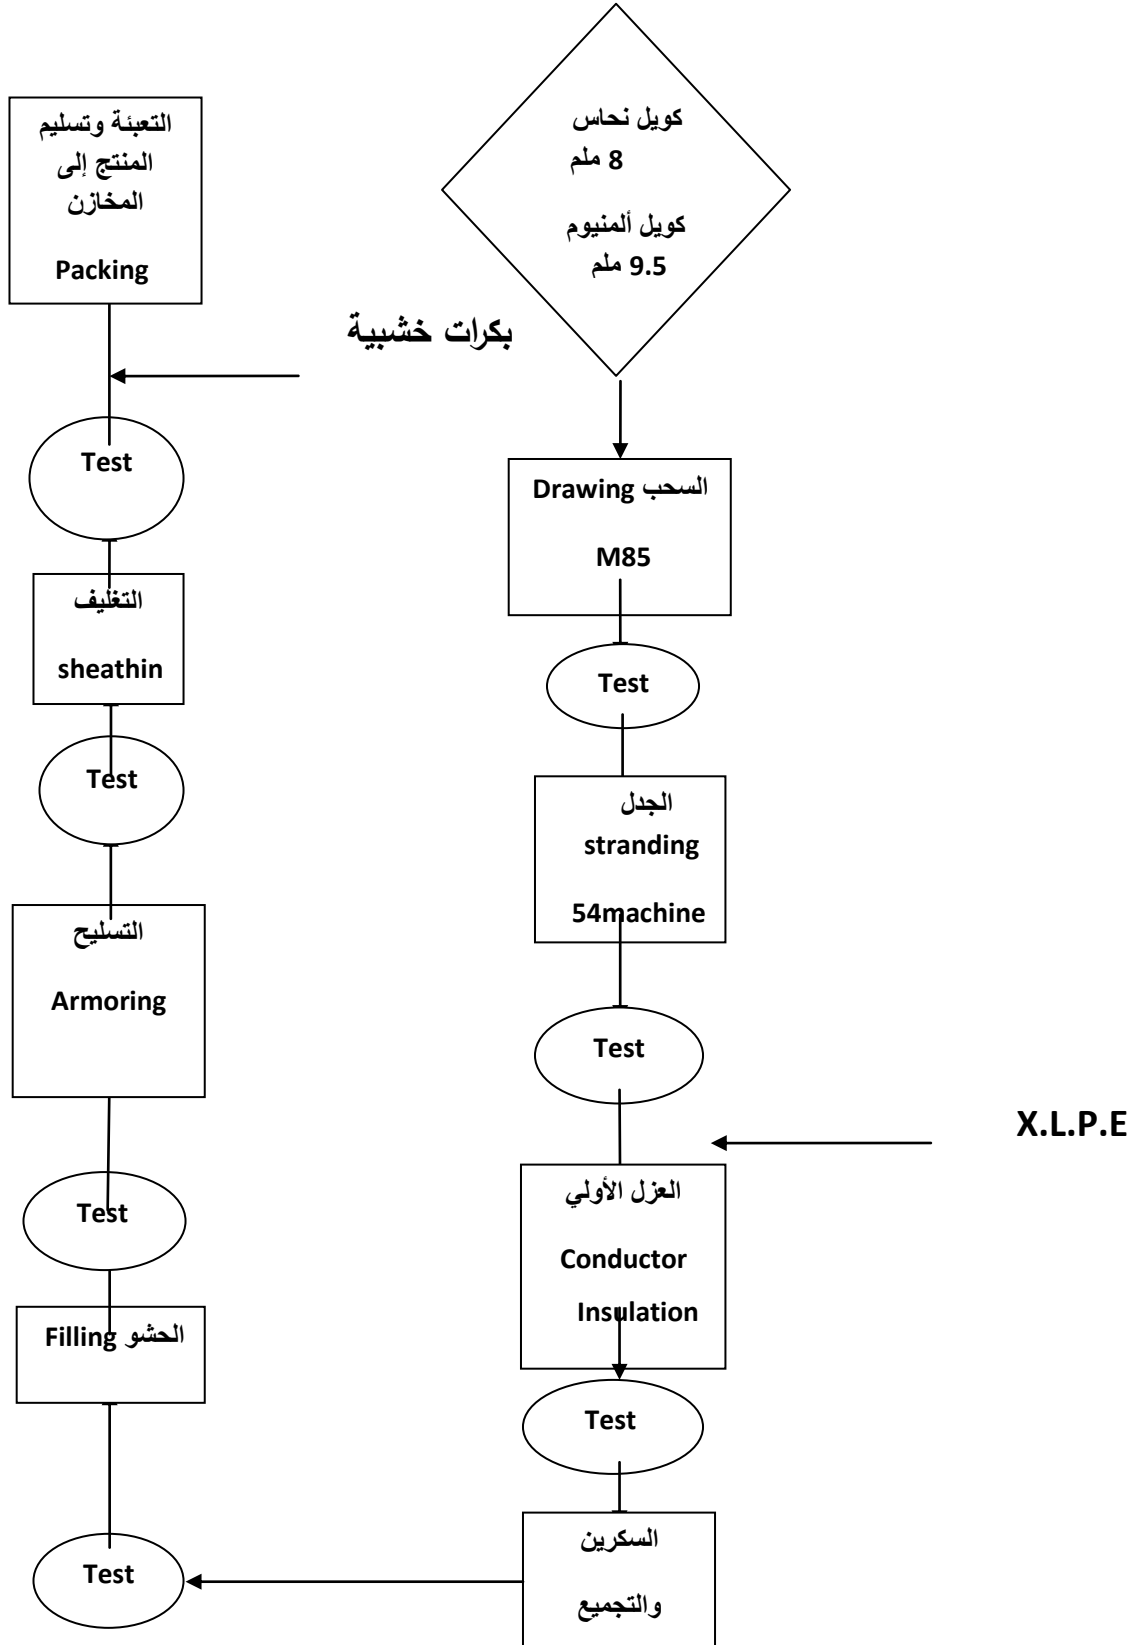 كويل نحاس
8 ملم
كويل ألمنيوم
9.5 ملم
السحب Drawing
M85
Test
الجدل
stranding
54machine
Test
X.L.P.E
العزل الأولي
Conductor
Insulation
Test
السكرين
والتجميع
Test
الحشو Filling
Test
التسليح
Armoring
Test
التغليف
sheathin
Test
بكرات خشبية
التعبئة وتسليم
المنتج إلى
المخازن
Packing